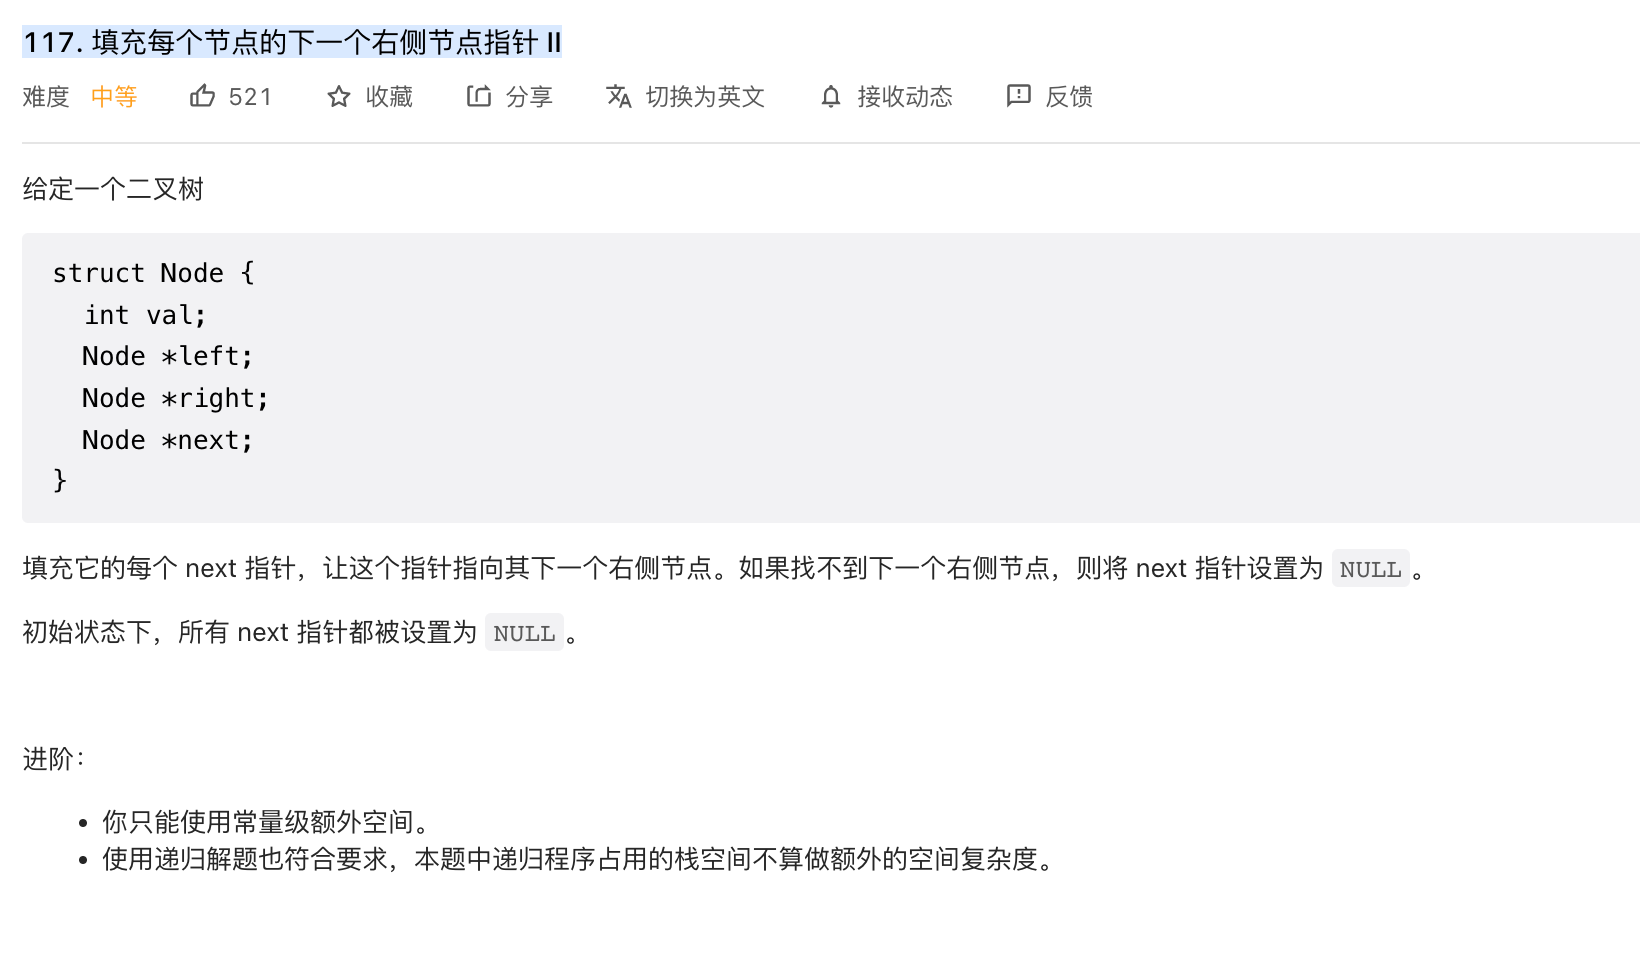 117. 填充每个节点的下一个右侧节点指针 II
难度 中等 521 收藏 分享 切换为英文 接收动态 反馈
给定一个二叉树
struct Node {
  int val;
  Node *left;
  Node *right;
  Node *next;
}
填充它的每个 next 指针，让这个指针指向其下一个右侧节点。如果找不到下一个右侧节点，则将 next 指针设置为 NULL。
初始状态下，所有 next 指针都被设置为 NULL。
进阶：
• 你只能使用常量级额外空间。
• 使用递归解题也符合要求，本题中递归程序占用的栈空间不算做额外的空间复杂度。